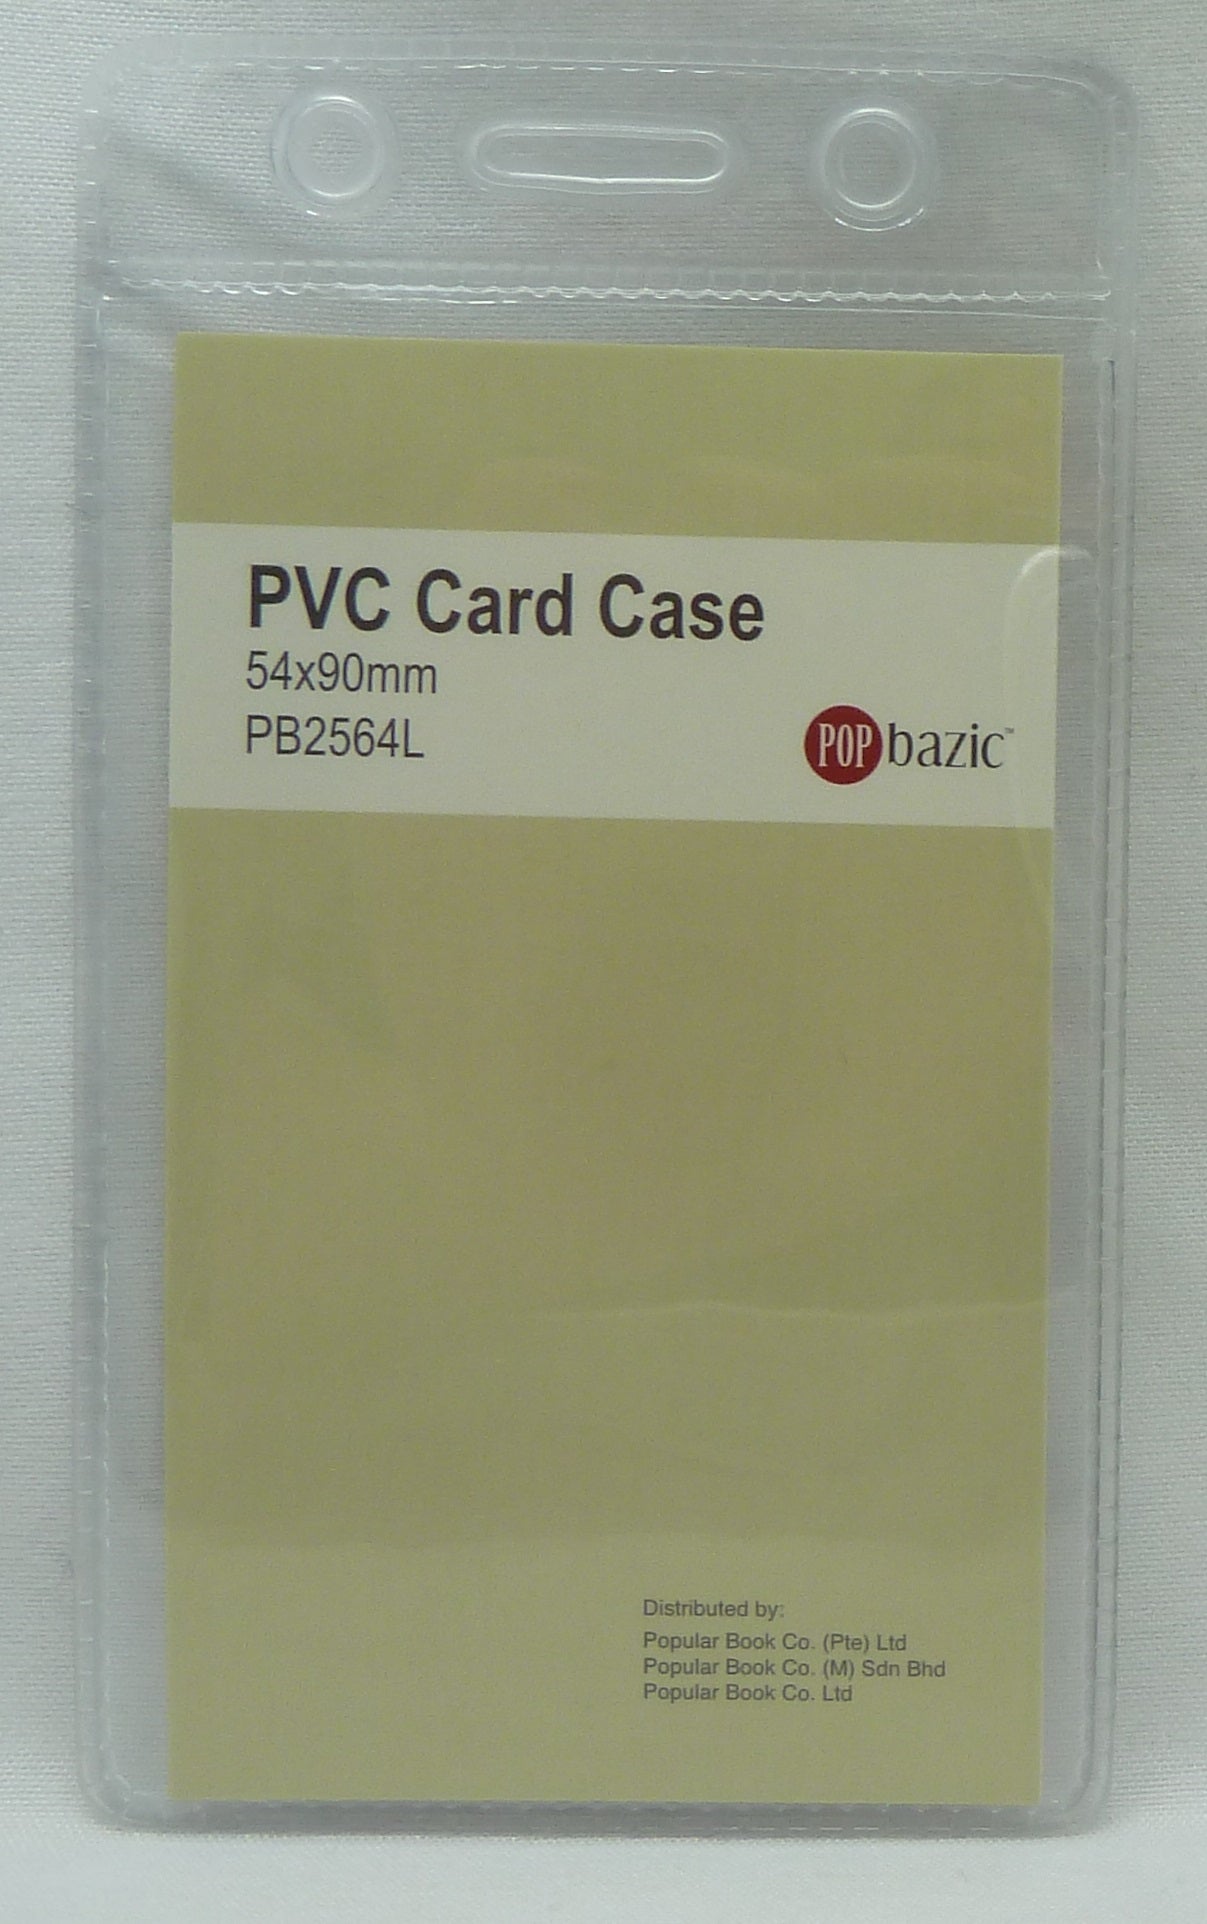 PVC Card Case
54x90mm
PB2564L
POP bazic™
Distributed by:
Popular Book Co. (Pte) Ltd
Popular Book Co. (M) Sdn Bhd
Popular Book Co. Ltd